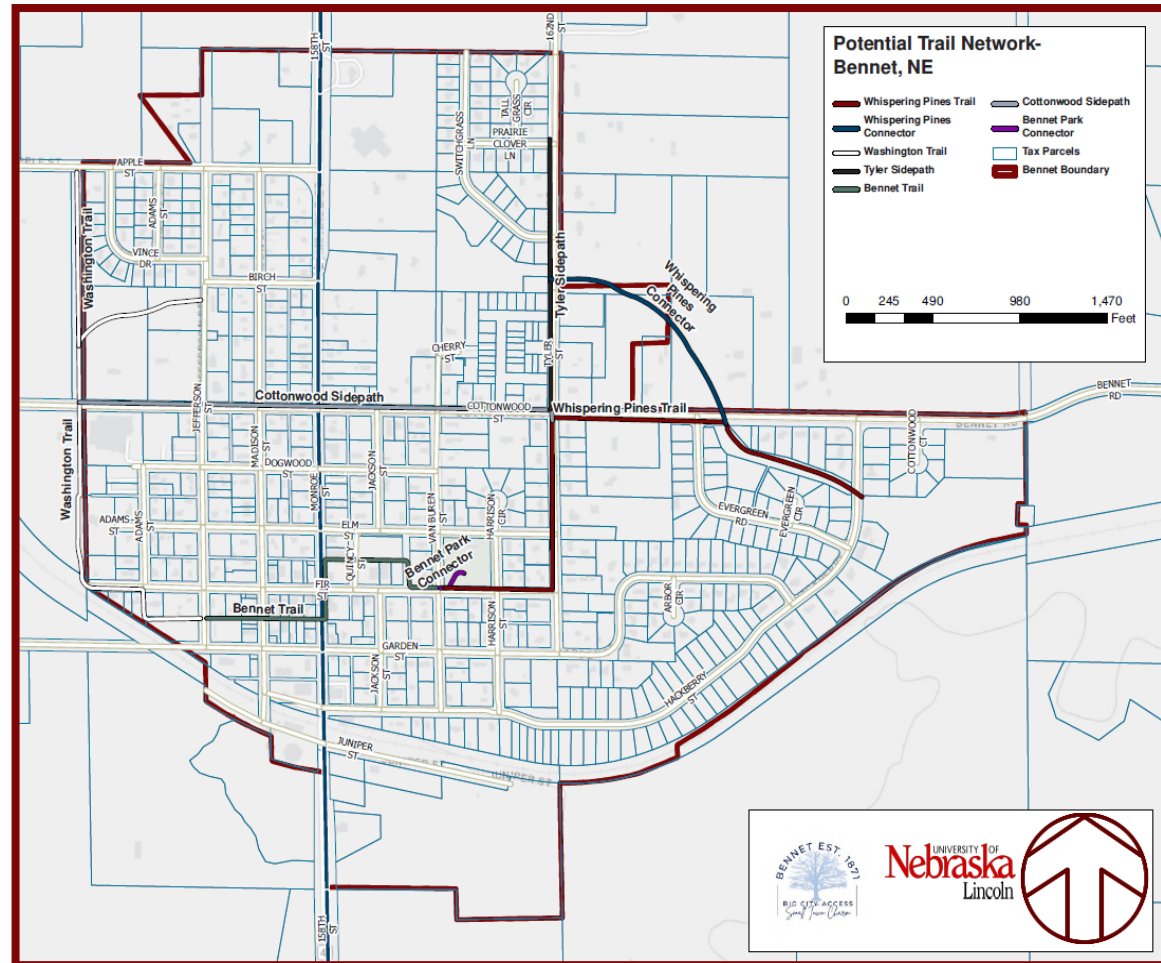 Potential Trail Network-
Bennet, NE
Whispering Pines Trail
Whispering Pines
Connector
Washington Trail
Tyler Sidepath
Bennet Trail
Cottonwood Sidepath
Bennet Park
Connector
Tax Parcels
Bennet Boundary
0 245 490 980 1,470
Feet
158TH
ST
162ND
ST
TALL
GRASS
CIR
PRAIRIE
CLOVER
LN
SWITCHGRASS
LN
APPLE
ST
ADAMS
ST
VINCE
DR
BIRCH
ST
Washington Trail
Tyler Sidepath
Whispering
Pines
Connector
CHERRY
ST
TYLER
ST
JEFFERSON
ST
Cottonwood Sidepath
COTTONWOOD
ST
Whispering Pines Trail
BENNET
RD
BENNET RD
COTTONWOOD
CT
MADISON
ST
DOGWOOD
ST
JACKSON
ST
MONROE
ST
Washington Trail
ADAMS
ST
ADAMS
ST
ELM
ST
VAN BUREN
ST
HARRISON
CIR
QUINCY
ST
Bennet Park
Connector
EVERGREEN
RD
EVERGREEN
CIR
FIR
ST
Bennet Trail
ARBOR
CIR
GARDEN
ST
HARRISON
ST
JACKSON
ST
HACKBERRY
ST
JUNIPER
ST
JUNIPER ST
158TH
ST
BENNET EST. 1871
BIG CITY ACCESS
Small Town Charm
UNIVERSITY OF
Nebraska
Lincoln